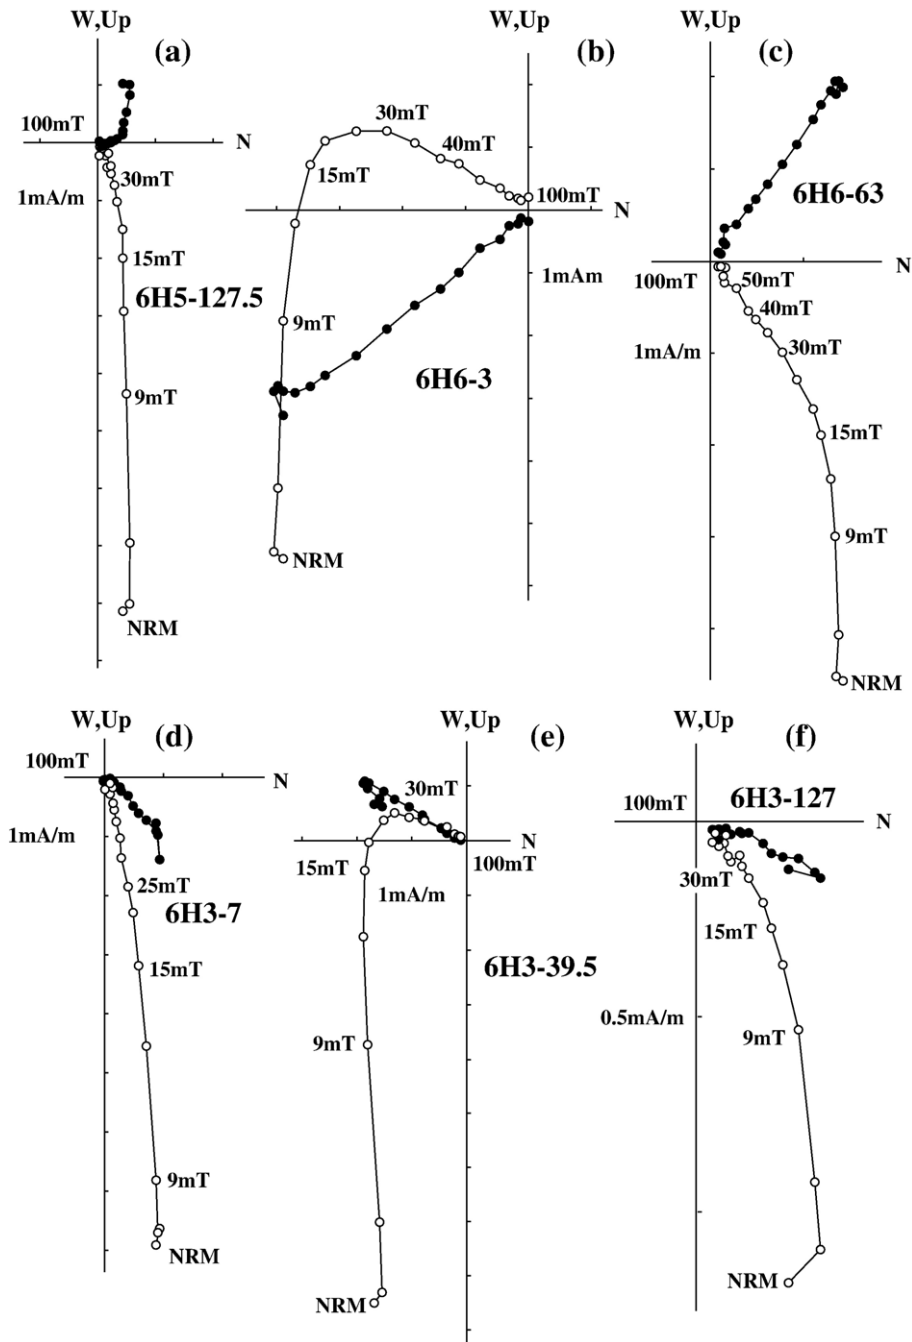 W,Up
(a)
100mT
N
30mT
1mA/m
15mT
6H5-127.5
9mT
NRM
W,Up
(b)
30mT
40mT
15mT
100mT
N
1mAm
9mT
6H6-3
NRM
W,Up
(c)
6H6-63
N
100mT
50mT
40mT
1mA/m
30mT
15mT
9mT
NRM
W,Up
(d)
100mT
N
1mA/m
25mT
6H3-7
15mT
9mT
NRM
W,Up
(e)
30mT
N
15mT
100mT
1mA/m
6H3-39.5
9mT
NRM
W,Up
(f)
6H3-127
100mT
N
30mT
15mT
0.5mA/m
9mT
NRM